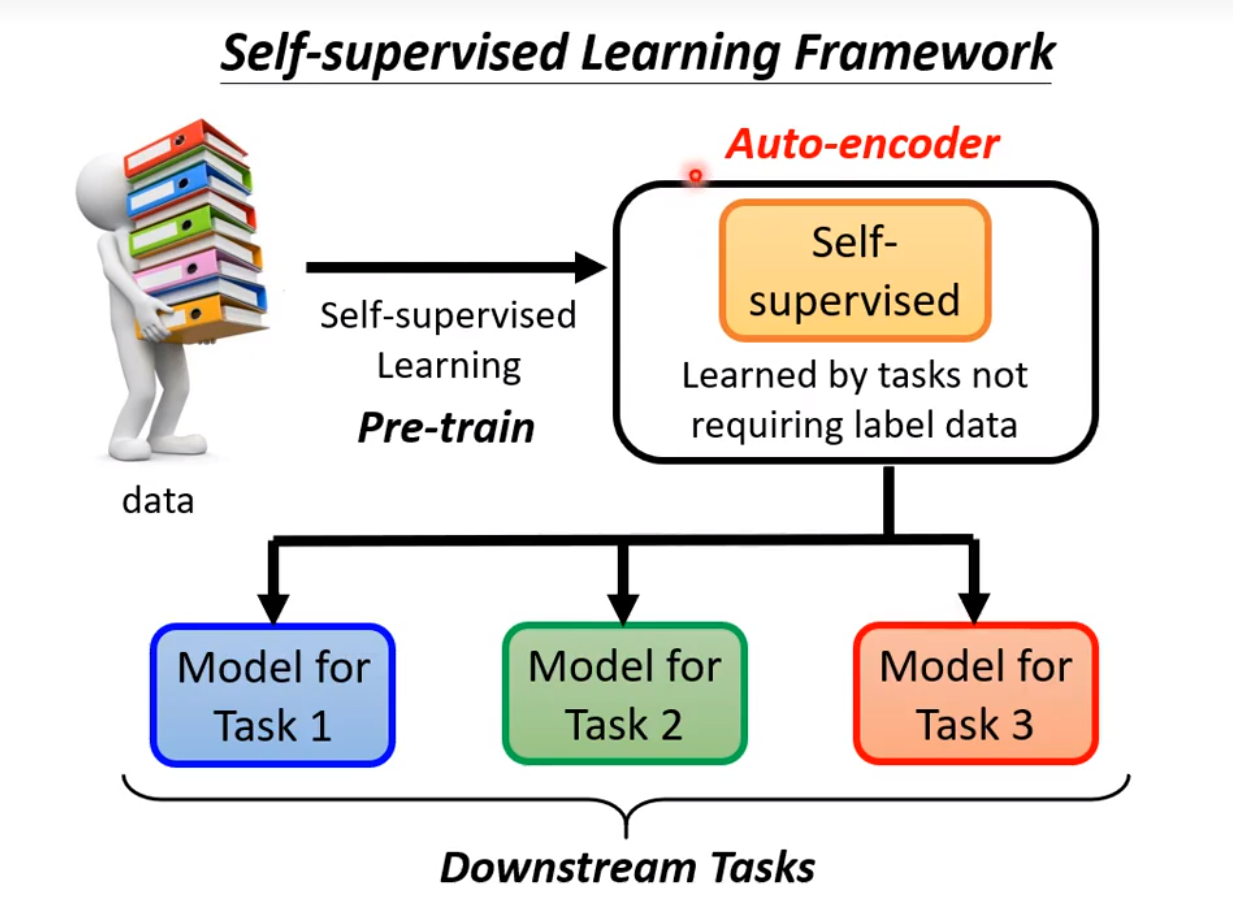 Self-supervised Learning Framework
Auto-encoder
Self-
supervised
Learned by tasks not
requiring label data
Self-supervised
Learning
Pre-train
data
Model for
Task 1
Model for
Task 2
Model for
Task 3
Downstream Tasks